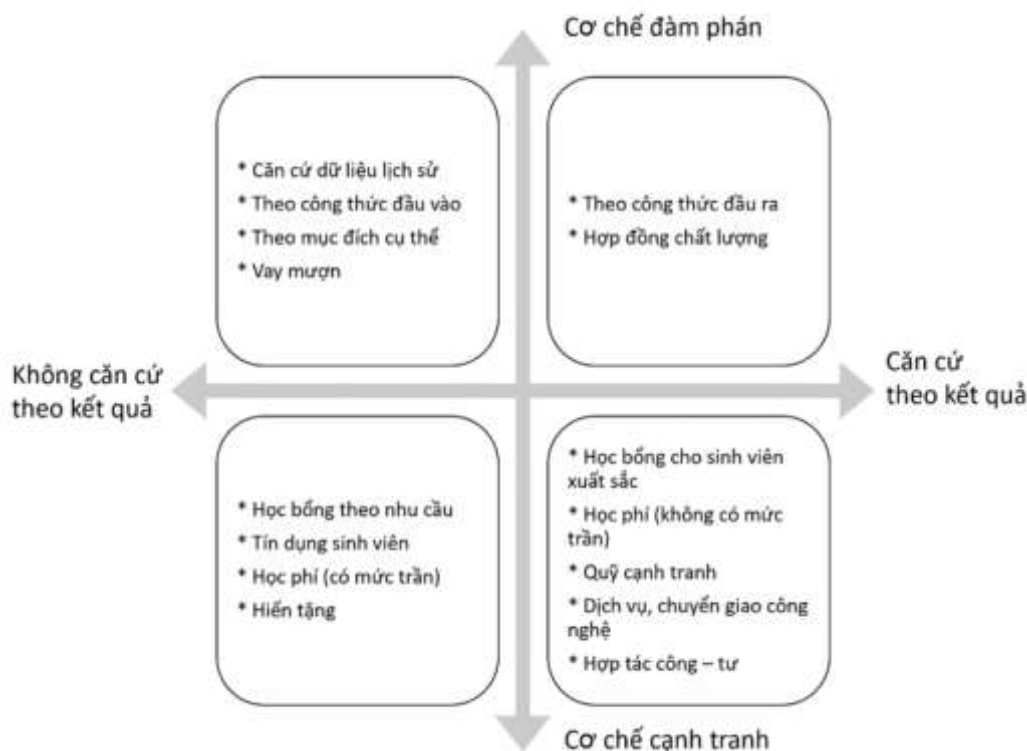 Cơ chế đàm phán
* Căn cứ dữ liệu lịch sử
* Theo công thức đầu vào
* Theo mục đích cụ thể
* Vay mượn
* Theo công thức đầu ra
* Hợp đồng chất lượng
Không căn cứ
theo kết quả
Căn cứ
theo kết quả
* Học bổng theo nhu cầu
* Tín dụng sinh viên
* Học phí (có mức trần)
* Hiến tặng
* Học bổng cho sinh viên
xuất sắc
* Học phí (không có mức
trần)
* Quỹ cạnh tranh
* Dịch vụ, chuyển giao công
nghệ
* Hợp tác công – tư
Cơ chế cạnh tranh